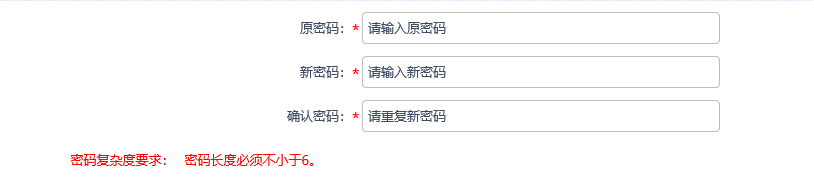 原密码：* 请输入原密码
新密码：* 请输入新密码
确认密码：* 请重复新密码
密码复杂度要求： 密码长度必须不小于6。